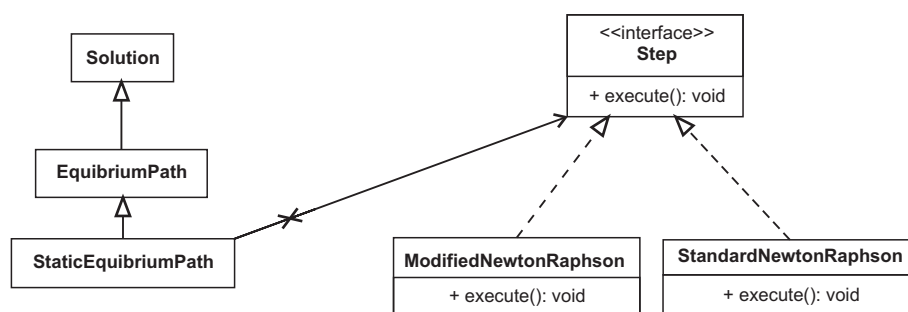 <<interface>>
Step
+ execute(): void
Solution
EquibriumPath
StaticEquibriumPath
ModifiedNewtonRaphson
+ execute(): void
StandardNewtonRaphson
+ execute(): void